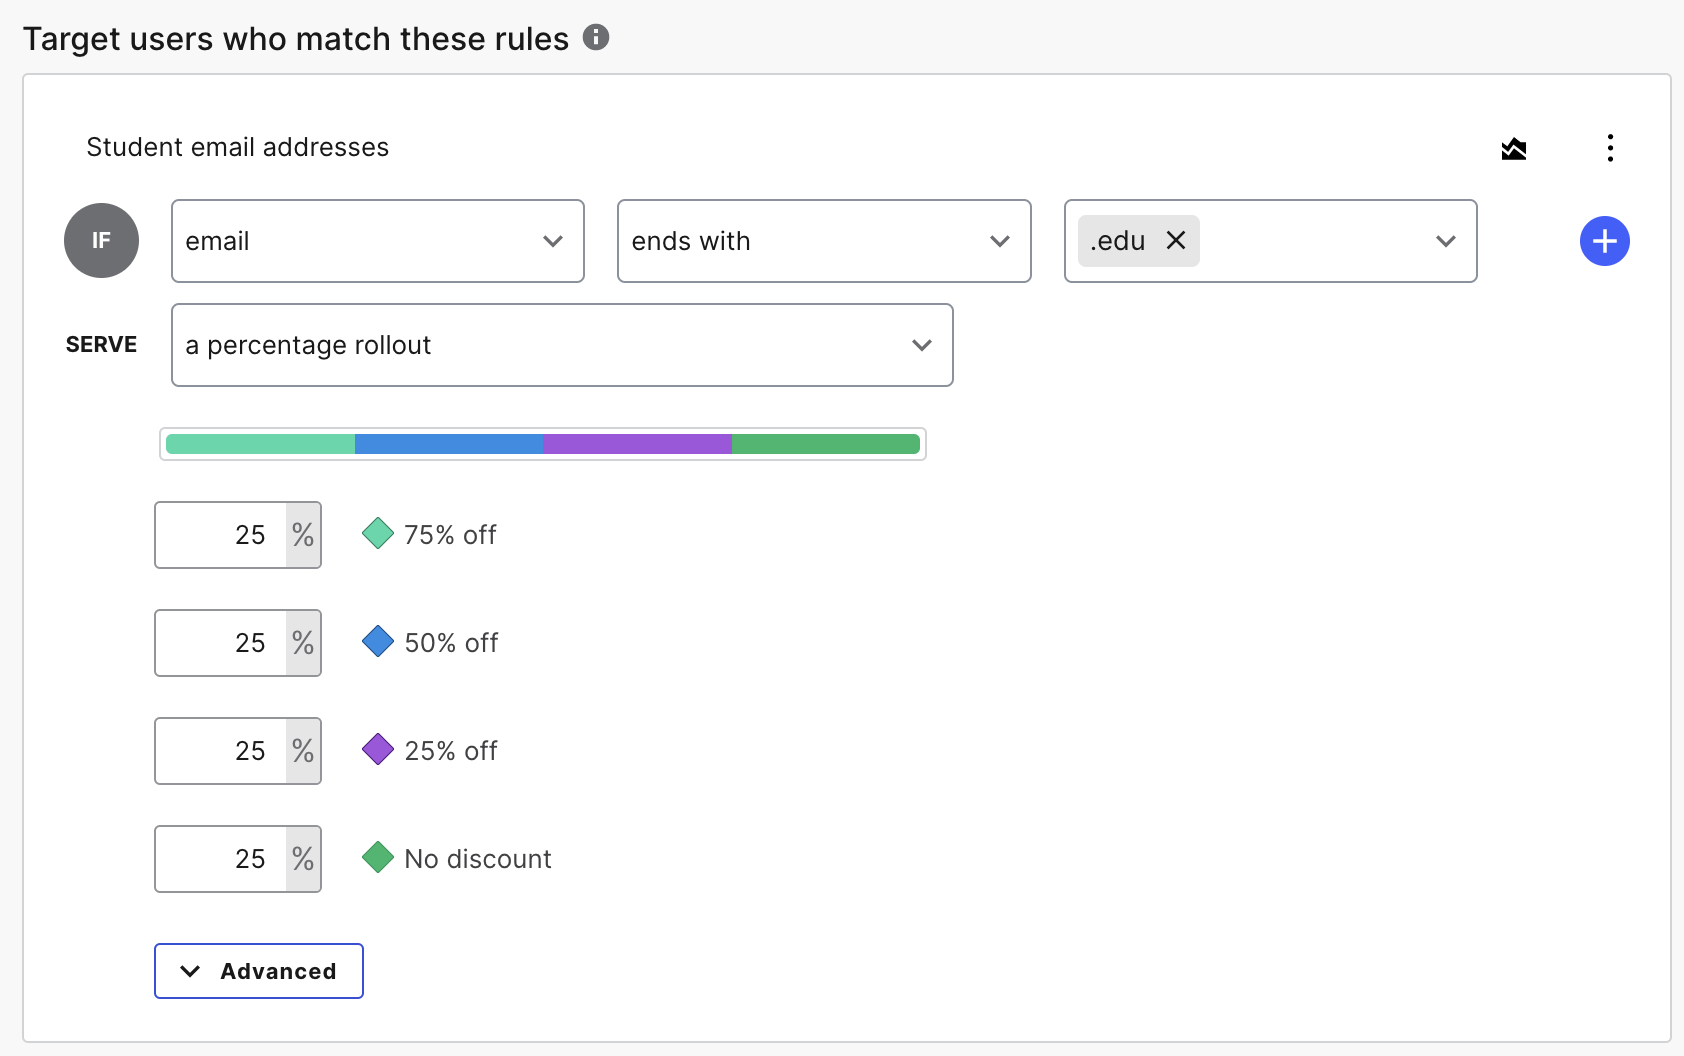 Target users who match these rules
Student email addresses
IF email ends with .edu
SERVE a percentage rollout
25 % 75% off
25 % 50% off
25 % 25% off
25 % No discount
Advanced